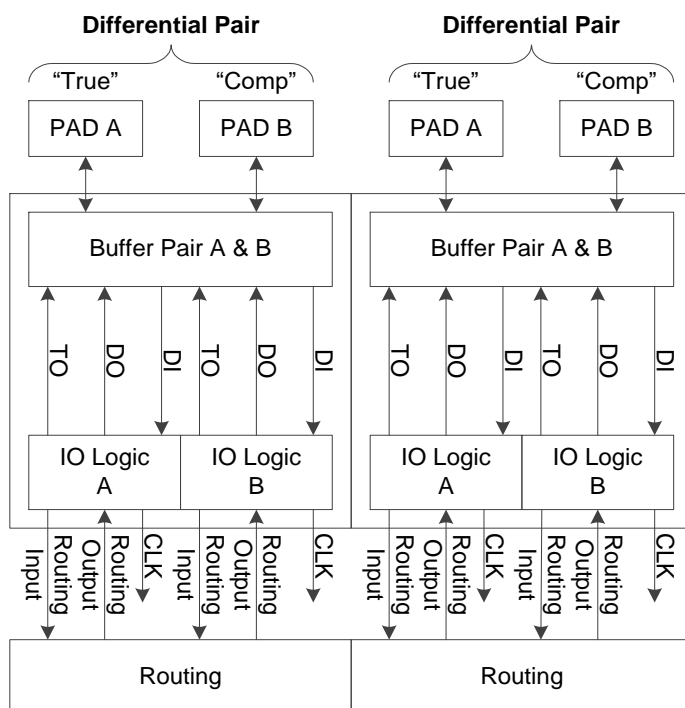 Differential Pair Differential Pair
“True” “Comp” “True” “Comp”
PAD A PAD B PAD A PAD B
Buffer Pair A & B Buffer Pair A & B
TO DO DI TO DO DI TO DO DI TO DO DI
IO Logic IO Logic IO Logic IO Logic
A B A B
Routing Input
Routing Output
CLK
Routing Input
Routing Output
CLK
Routing Input
Routing Output
CLK
Routing Input
Routing Output
CLK
Routing Routing